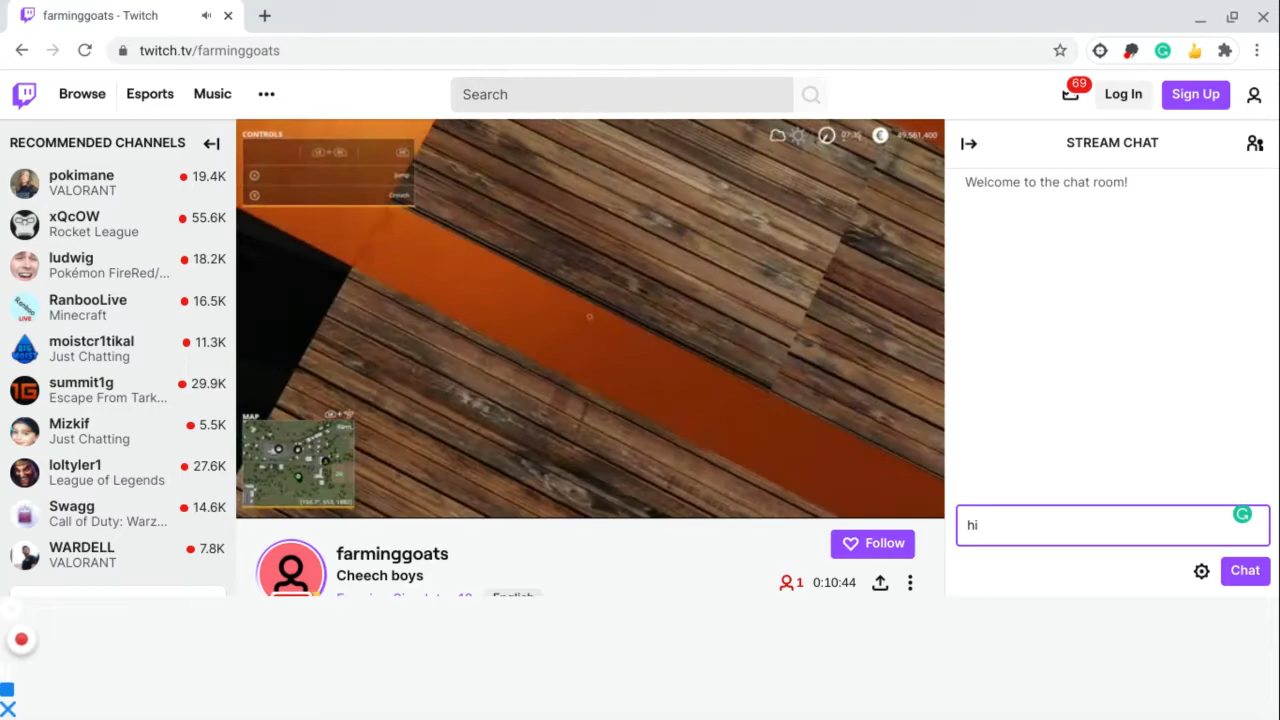 farminggoats - Twitch
twitch.tv/farminggoats
Browse
Esports
Music
Search
69
Log In
Sign Up
RECOMMENDED CHANNELS
pokimane
VALORANT
19.4K
xQcOW
Rocket League
55.6K
ludwig
Pokémon FireRed/...
18.2K
RanbooLive
Minecraft
16.5K
moistcr1tikal
Just Chatting
11.3K
summit1g
Escape From Tark...
29.9K
Mizkif
Just Chatting
5.5K
loltyler1
League of Legends
27.6K
Swagg
Call of Duty: Warz...
14.6K
WARDELL
VALORANT
7.8K
CONTROLS
Jump
Crouch
MAP
farminggoats
Cheech boys
English
Follow
1
0:10:44
STREAM CHAT
Welcome to the chat room!
hi
Chat